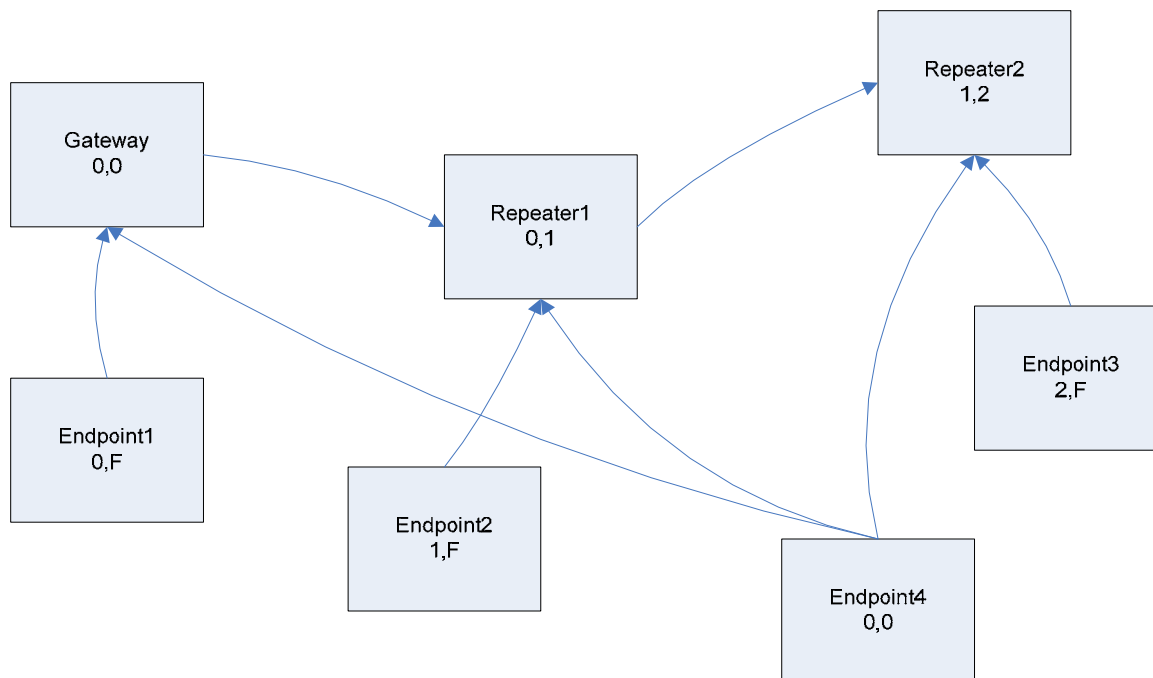 Repeater2
1,2
Gateway
0,0
Repeater1
0,1
Endpoint3
2,F
Endpoint1
0,F
Endpoint2
1,F
Endpoint4
0,0